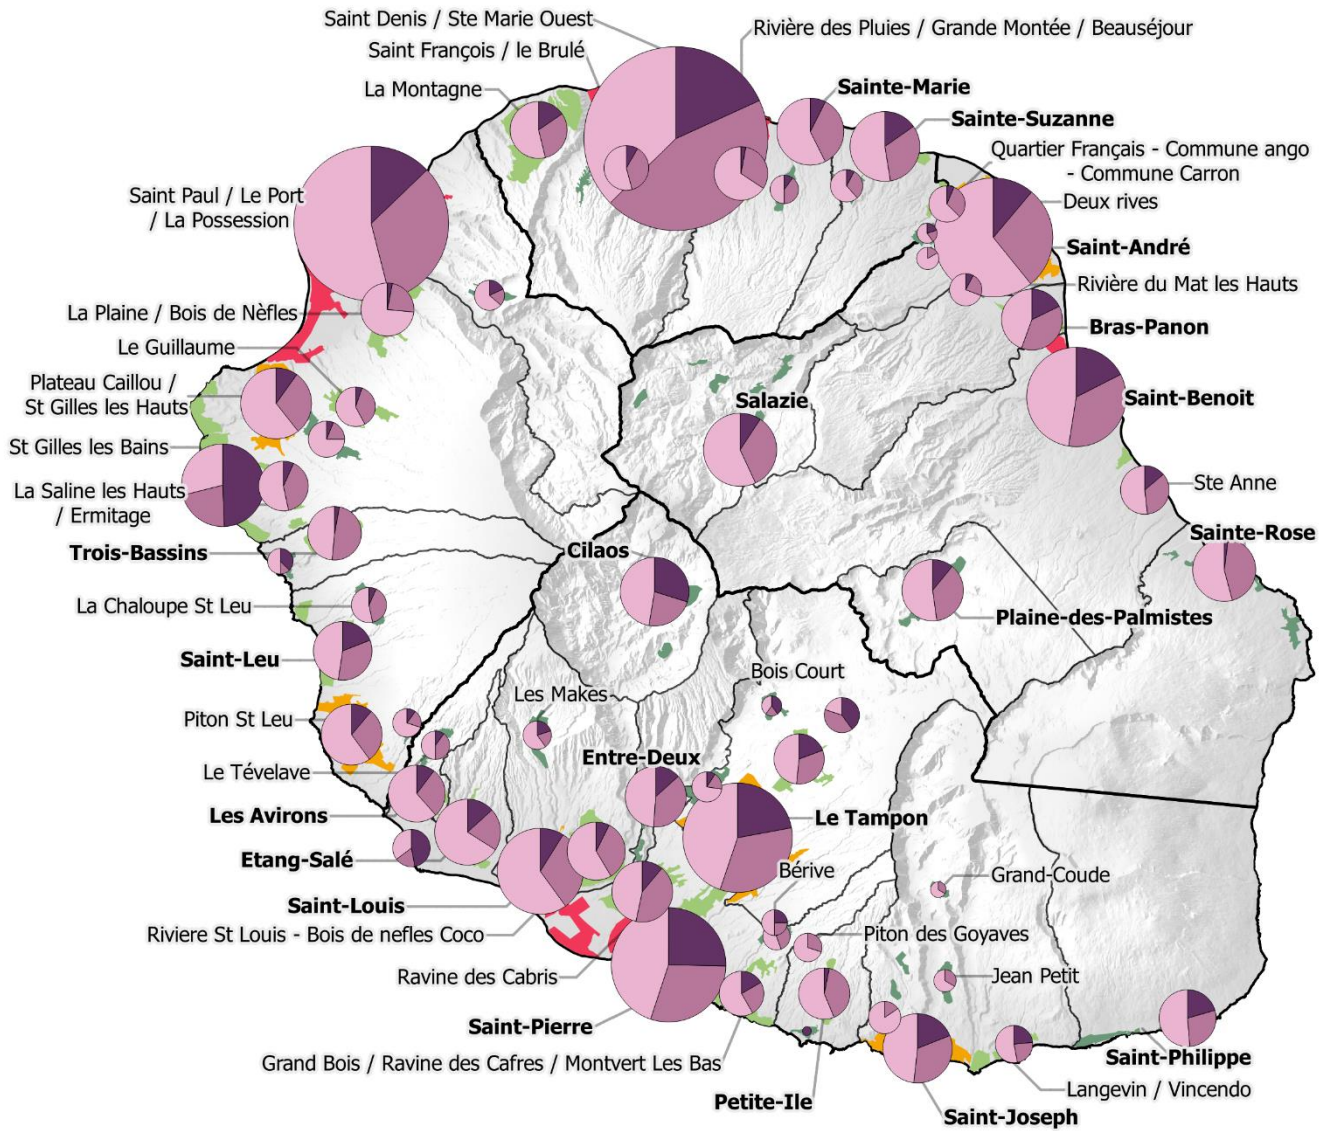 Saint Denis / Ste Marie Ouest
Rivière des Pluies / Grande Montée / Beauséjour
Saint François / le Brulé
La Montagne
Sainte-Marie
Sainte-Suzanne
Quartier Français - Commune ango
- Commune Carron
Deux rives
Saint Paul / Le Port
/ La Possession
Saint-André
Rivière du Mat les Hauts
La Plaine / Bois de Nèfles
Bras-Panon
Le Guillaume
Plateau Caillou /
St Gilles les Hauts
Salazie
Saint-Benoit
St Gilles les Bains
La Saline les Hauts
/ Ermitage
Ste Anne
Sainte-Rose
Trois-Bassins
Cilaos
La Chaloupe St Leu
Plaine-des-Palmistes
Saint-Leu
Bois Court
Les Makes
Piton St Leu
Entre-Deux
Le Tévelave
Les Avirons
Le Tampon
Etang-Salé
Bérive
Grand-Coude
Saint-Louis
Riviere St Louis - Bois de nefles Coco
Piton des Goyaves
Ravine des Cabris
Jean Petit
Saint-Pierre
Saint-Philippe
Grand Bois / Ravine des Cafres / Montvert Les Bas
Langevin / Vincendo
Petite-Ile
Saint-Joseph